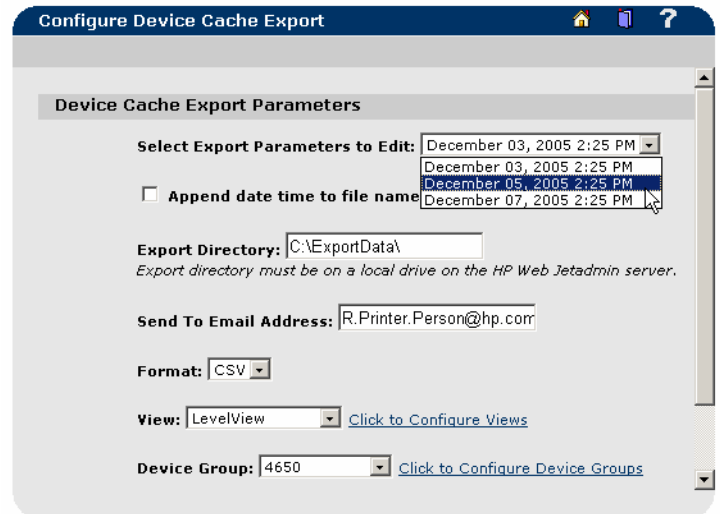 Configure Device Cache Export
?
Device Cache Export Parameters
Select Export Parameters to Edit: December 03, 2005 2:25 PM
December 03, 2005 2:25 PM
December 05, 2005 2:25 PM
December 07, 2005 2:25 PM
Append date time to file name
Export Directory: C:\ExportData\
Export directory must be on a local drive on the HP Web Jetadmin server.
Send To Email Address: R.Printer.Person@hp.com
Format: CSV
View: LevelView Click to Configure Views
Device Group: 4650 Click to Configure Device Groups